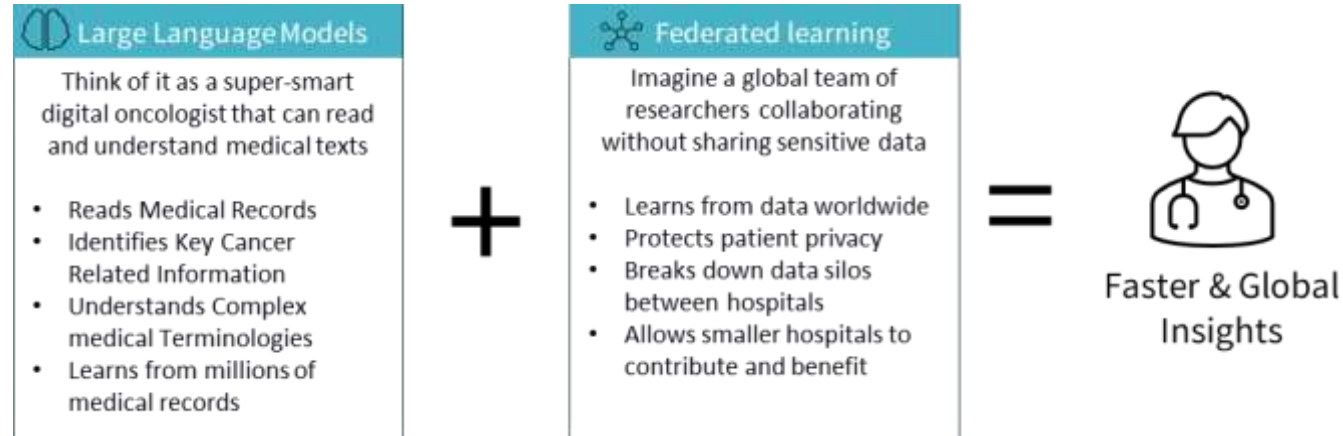 Large Language Models
Think of it as a super-smart
digital oncologist that can read
and understand medical texts
• Reads Medical Records
• Identifies Key Cancer
Related Information
• Understands Complex
medical Terminologies
• Learns from millions of
medical records
+
Federated learning
Imagine a global team of
researchers collaborating
without sharing sensitive data
• Learns from data worldwide
• Protects patient privacy
• Breaks down data silos
between hospitals
• Allows smaller hospitals to
contribute and benefit
=
Faster & Global
Insights